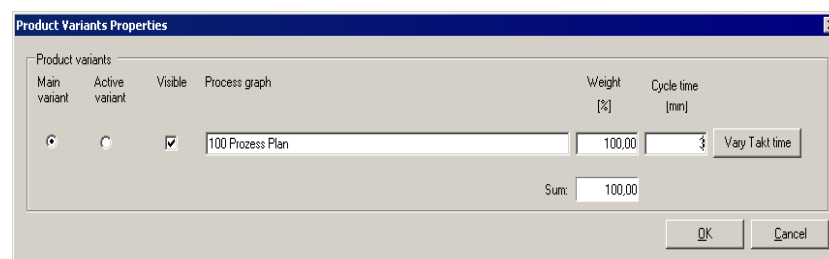 Product Variants Properties
Product variants
Main variant
Active variant
Visible
Process graph
Weight [%]
Cycle time [min]
100 Prozess Plan
100,00
3
Vary Takt time
Sum: 100,00
OK
Cancel